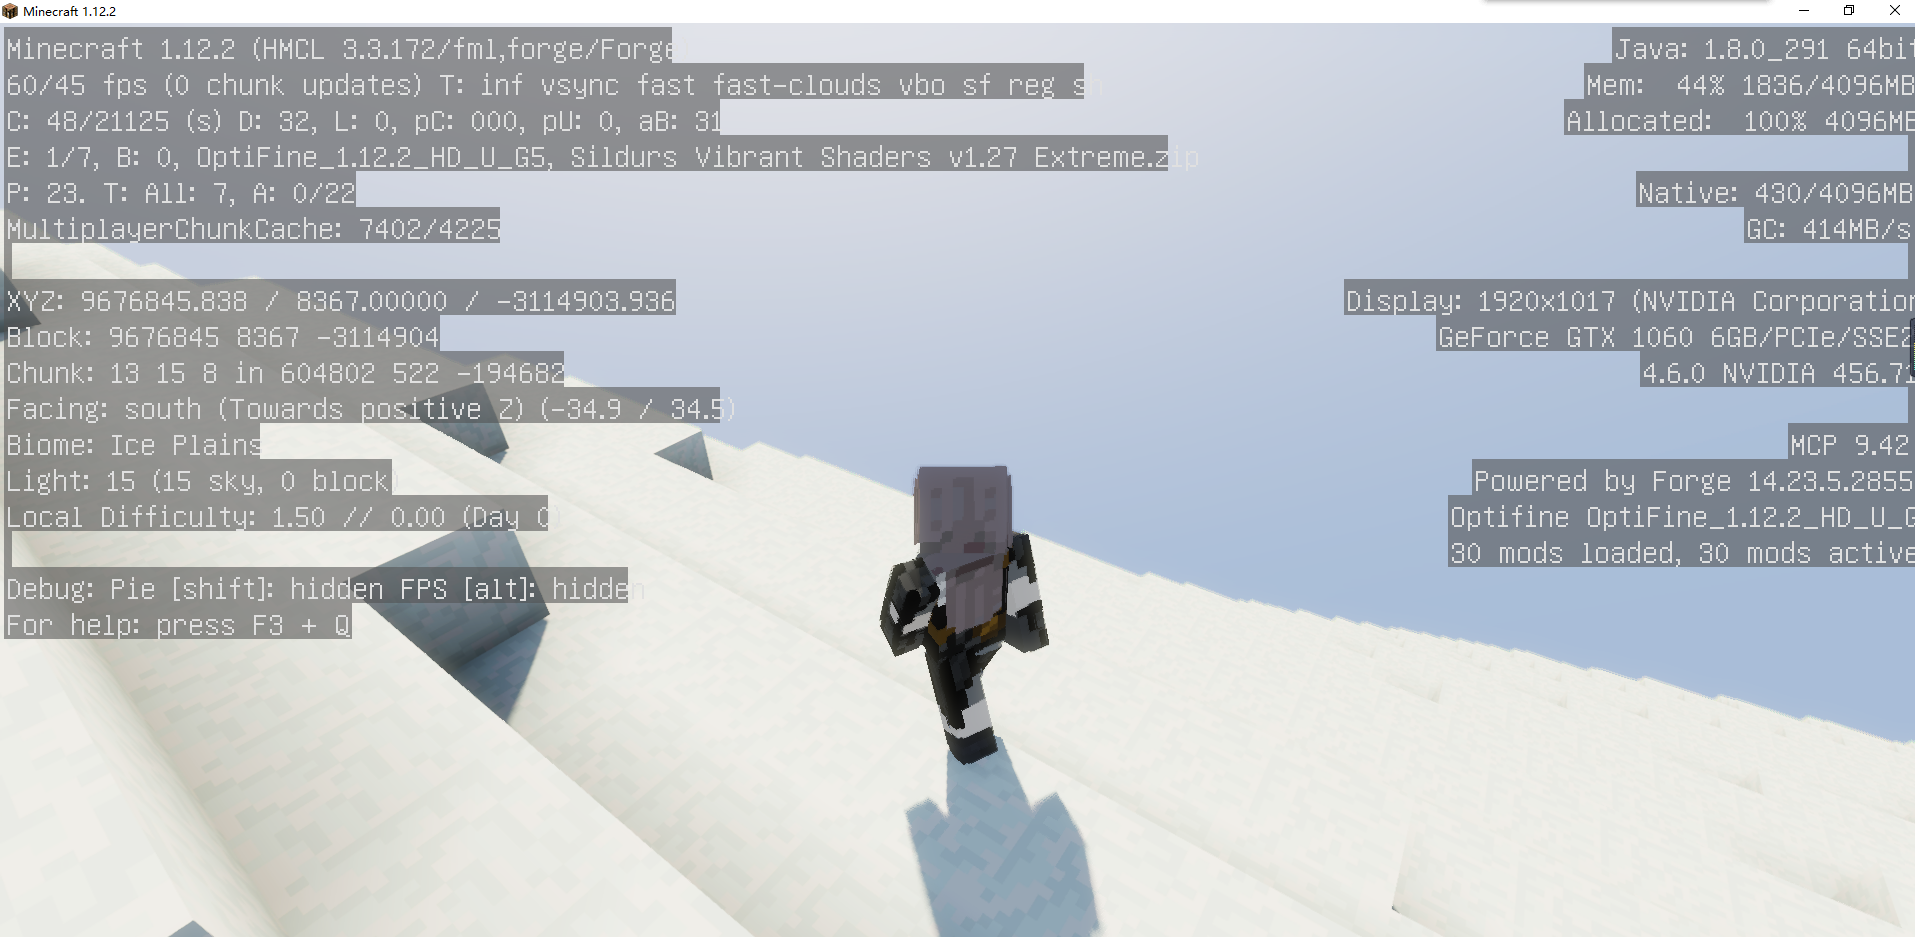 Minecraft 1.12.2
Minecraft 1.12.2 (HMCL 3.3.172/fml,forge/Forge
60/45 fps (0 chunk updates) T: inf vsync fast fast-clouds vbo sf reg sh
C: 48/21125 (s) D: 32, L: 0, pC: 000, pU: 0, aB: 31
E: 1/7, B: 0, OptiFine_1.12.2_HD_U_G5, Sildurs Vibrant Shaders v1.27 Extreme.zip
P: 23. T: All: 7, A: 0/22
MultiplayerChunkCache: 7402/4225
XYZ: 9676845.838 / 8367.00000 / -3114903.936
Block: 9676845 8367 -3114904
Chunk: 13 15 8 in 604802 522 -194682
Facing: south (Towards positive Z) (-34.9 / 34.5)
Biome: Ice Plains
Light: 15 (15 sky, 0 block)
Local Difficulty: 1.50 // 0.00 (Day 0)
Debug: Pie [shift]: hidden FPS [alt]: hidden
For help: press F3 + Q
Java: 1.8.0_291 64bit
Mem: 44% 1836/4096MB
Allocated: 100% 4096MB
Native: 430/4096MB
GC: 414MB/s
Display: 1920x1017 (NVIDIA Corporation
GeForce GTX 1060 6GB/PCIe/SSE2
4.6.0 NVIDIA 456.71
MCP 9.42
Powered by Forge 14.23.5.2855
Optifine OptiFine_1.12.2_HD_U_G
30 mods loaded, 30 mods active